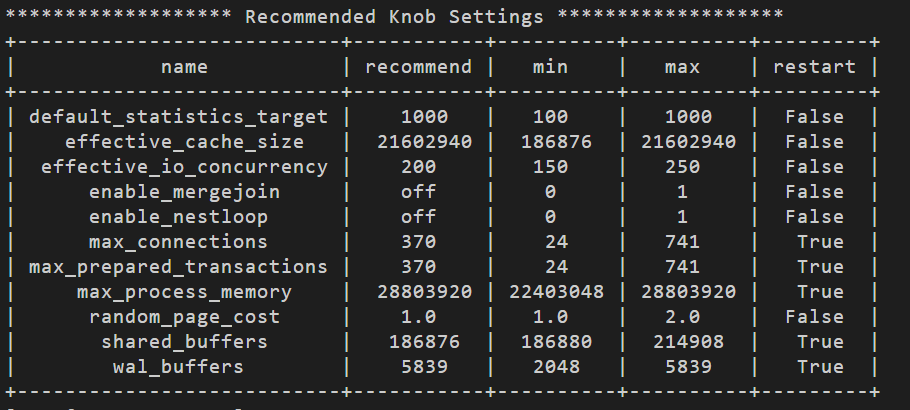 ******************* Recommended Knob Settings *******************
+---------------------------+-----------+----------+----------+---------+
|            name           | recommend |   min    |   max    | restart |
+---------------------------+-----------+----------+----------+---------+
| default_statistics_target |    1000   |   100    |   1000   |  False  |
|    effective_cache_size   |  21602940 |  186876  | 21602940 |  False  |
|  effective_io_concurrency |    200    |   150    |   250    |  False  |
|      enable_mergejoin     |    off    |    0     |    1     |  False  |
|      enable_nestloop      |    off    |    0     |    1     |  False  |
|      max_connections      |    370    |    24    |   741    |   True  |
| max_prepared_transactions |    370    |    24    |   741    |   True  |
|     max_process_memory    |  28803920 | 22403048 | 28803920 |   True  |
|      random_page_cost     |    1.0    |   1.0    |   2.0    |  False  |
|       shared_buffers      |   186876  |  186880  |  214908  |   True  |
|        wal_buffers        |    5839   |   2048   |   5839   |   True  |
+---------------------------+-----------+----------+----------+---------+